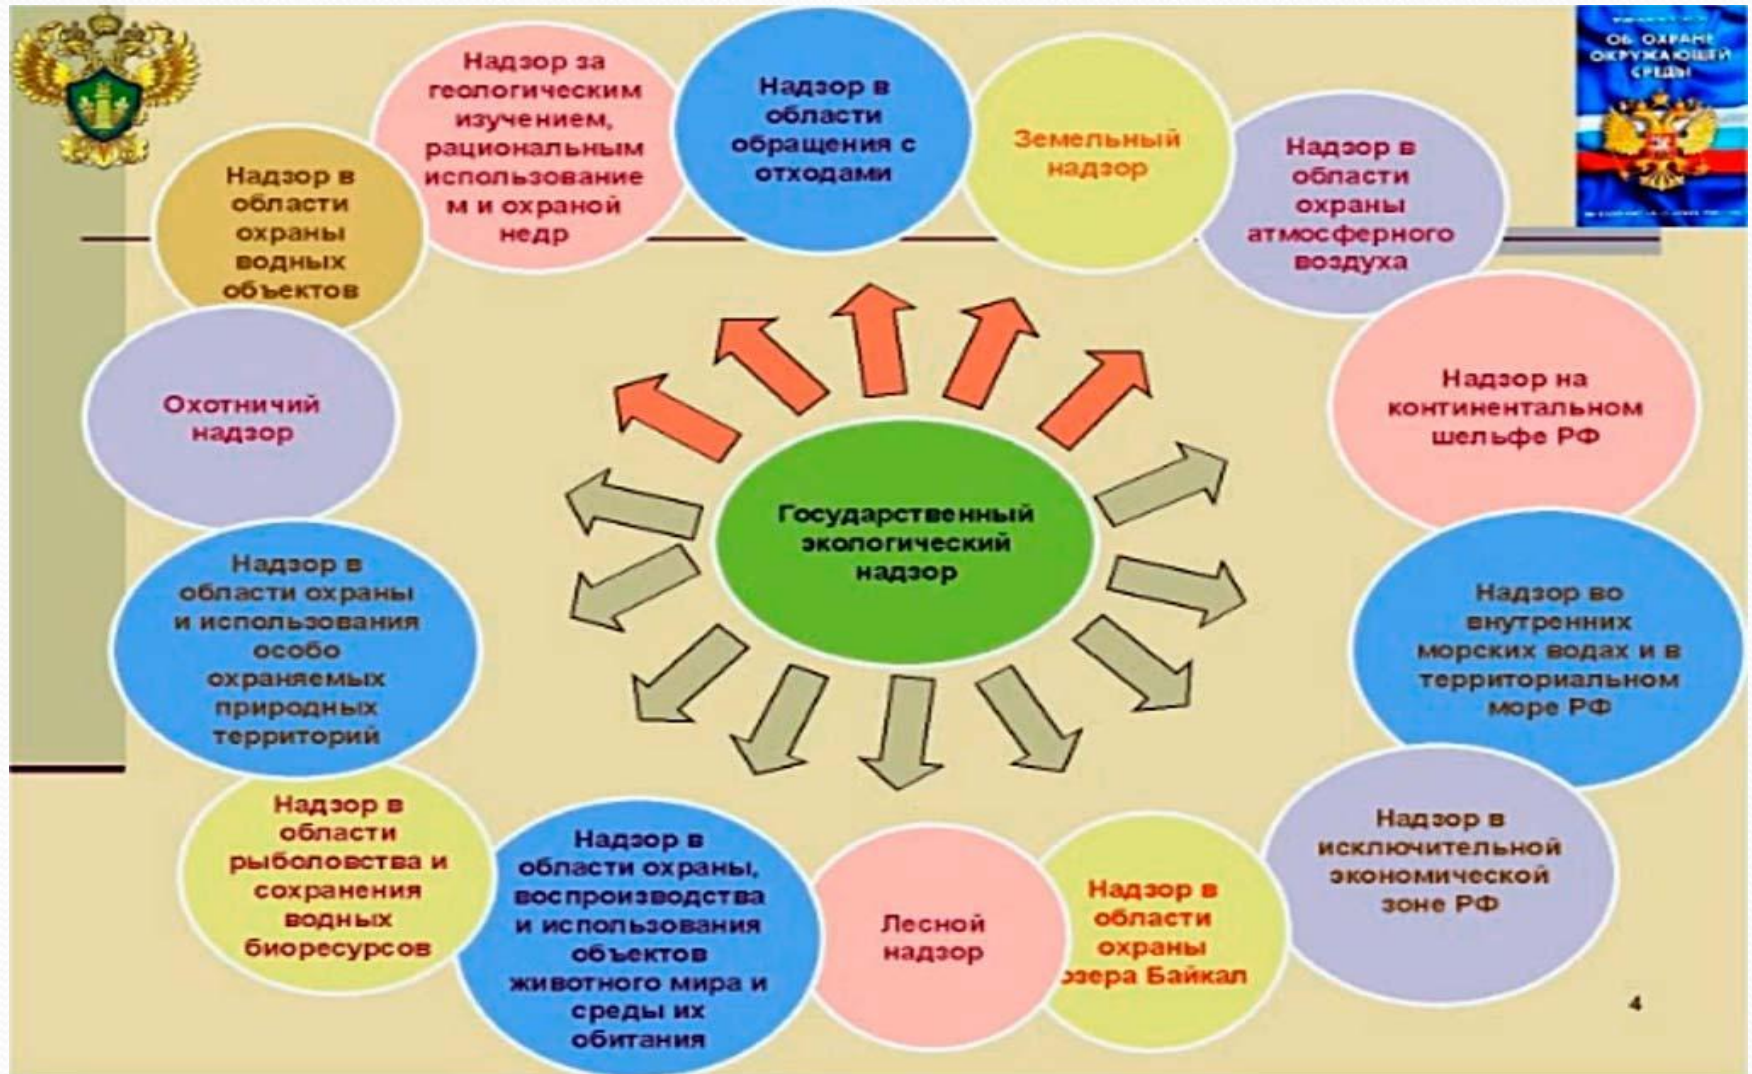 Надзор за
геологическим
изучением,
рациональным
использование
м и охраной
недр
Надзор в
области
обращения с
отходами
Земельный
надзор
Надзор в
области
охраны
атмосферного
воздуха
ОБ ОХРАНЕ
ОКРУЖАЮЩЕЙ
СРЕДЫ
Надзор в
области
охраны
водных
объектов
Охотничий
надзор
Надзор на
континентальном
шельфе РФ
Государственный
экологический
надзор
Надзор в
области охраны
и использования
особо
охраняемых
природных
территорий
Надзор во
внутренних
морских водах и в
территориальном
море РФ
Надзор в
области
рыболовства и
сохранения
водных
биоресурсов
Надзор в
области охраны,
воспроизводства
и использования
объектов
животного мира и
среды их
обитания
Лесной
надзор
Надзор в
области
охраны
озера Байкал
Надзор в
исключительной
экономической
зоне РФ
4